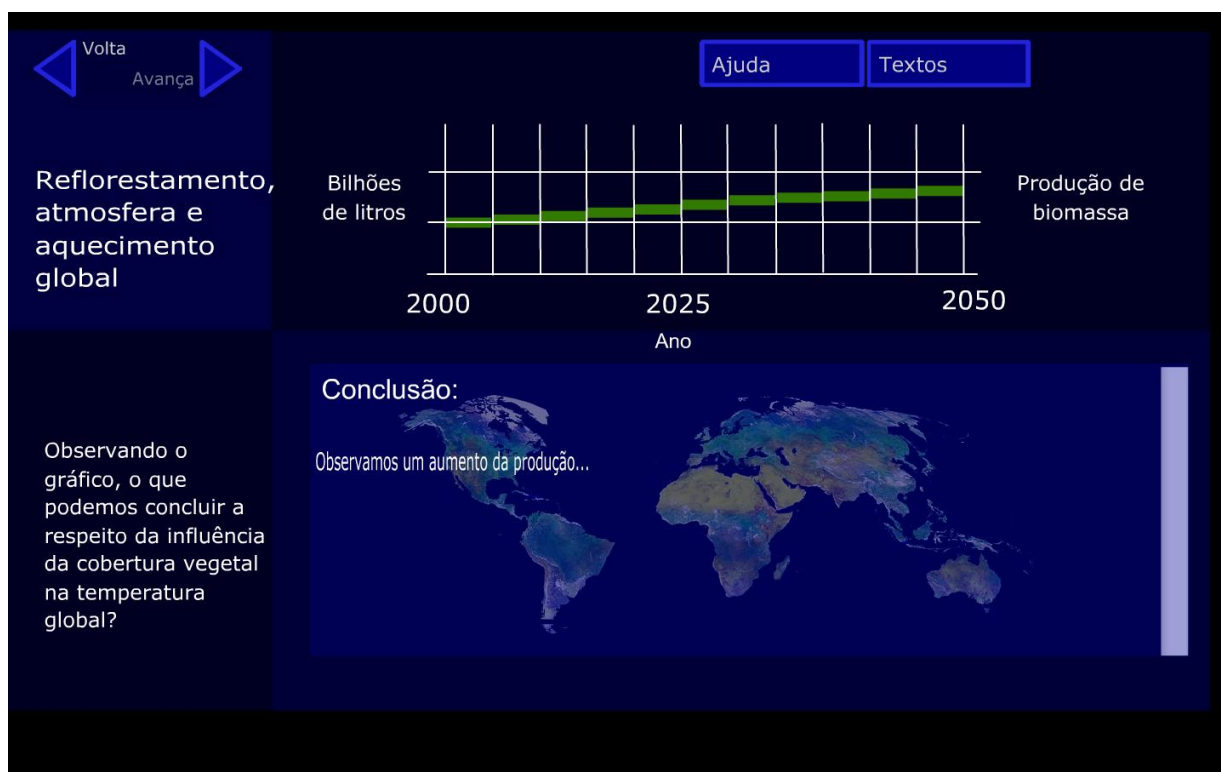 Volta
Avança
Ajuda
Textos
Reflorestamento,
atmosfera e
aquecimento
global
Bilhões
de litros
Produção de
biomassa
2000
2025
2050
Ano
Observando o
gráfico, o que
podemos concluir a
respeito da influência
da cobertura vegetal
na temperatura
global?
Conclusão:
Observamos um aumento da produção...